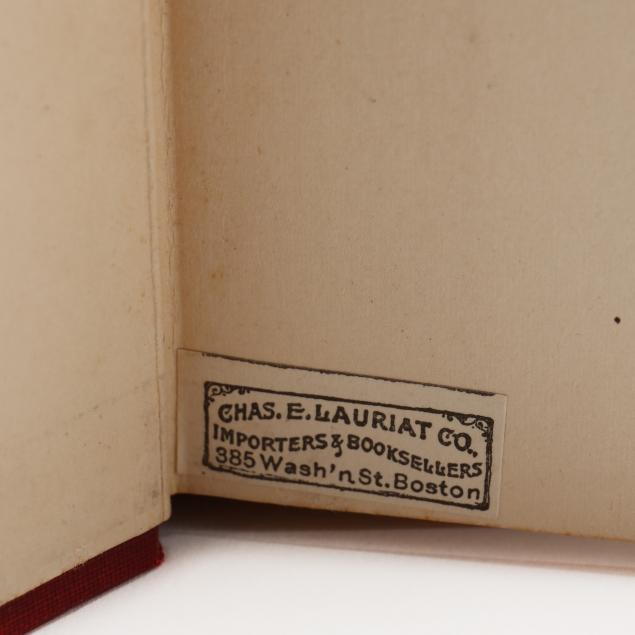 CHAS. E. LAURIAT CO.,
IMPORTERS & BOOKSELLERS
385 Wash'n St. Boston